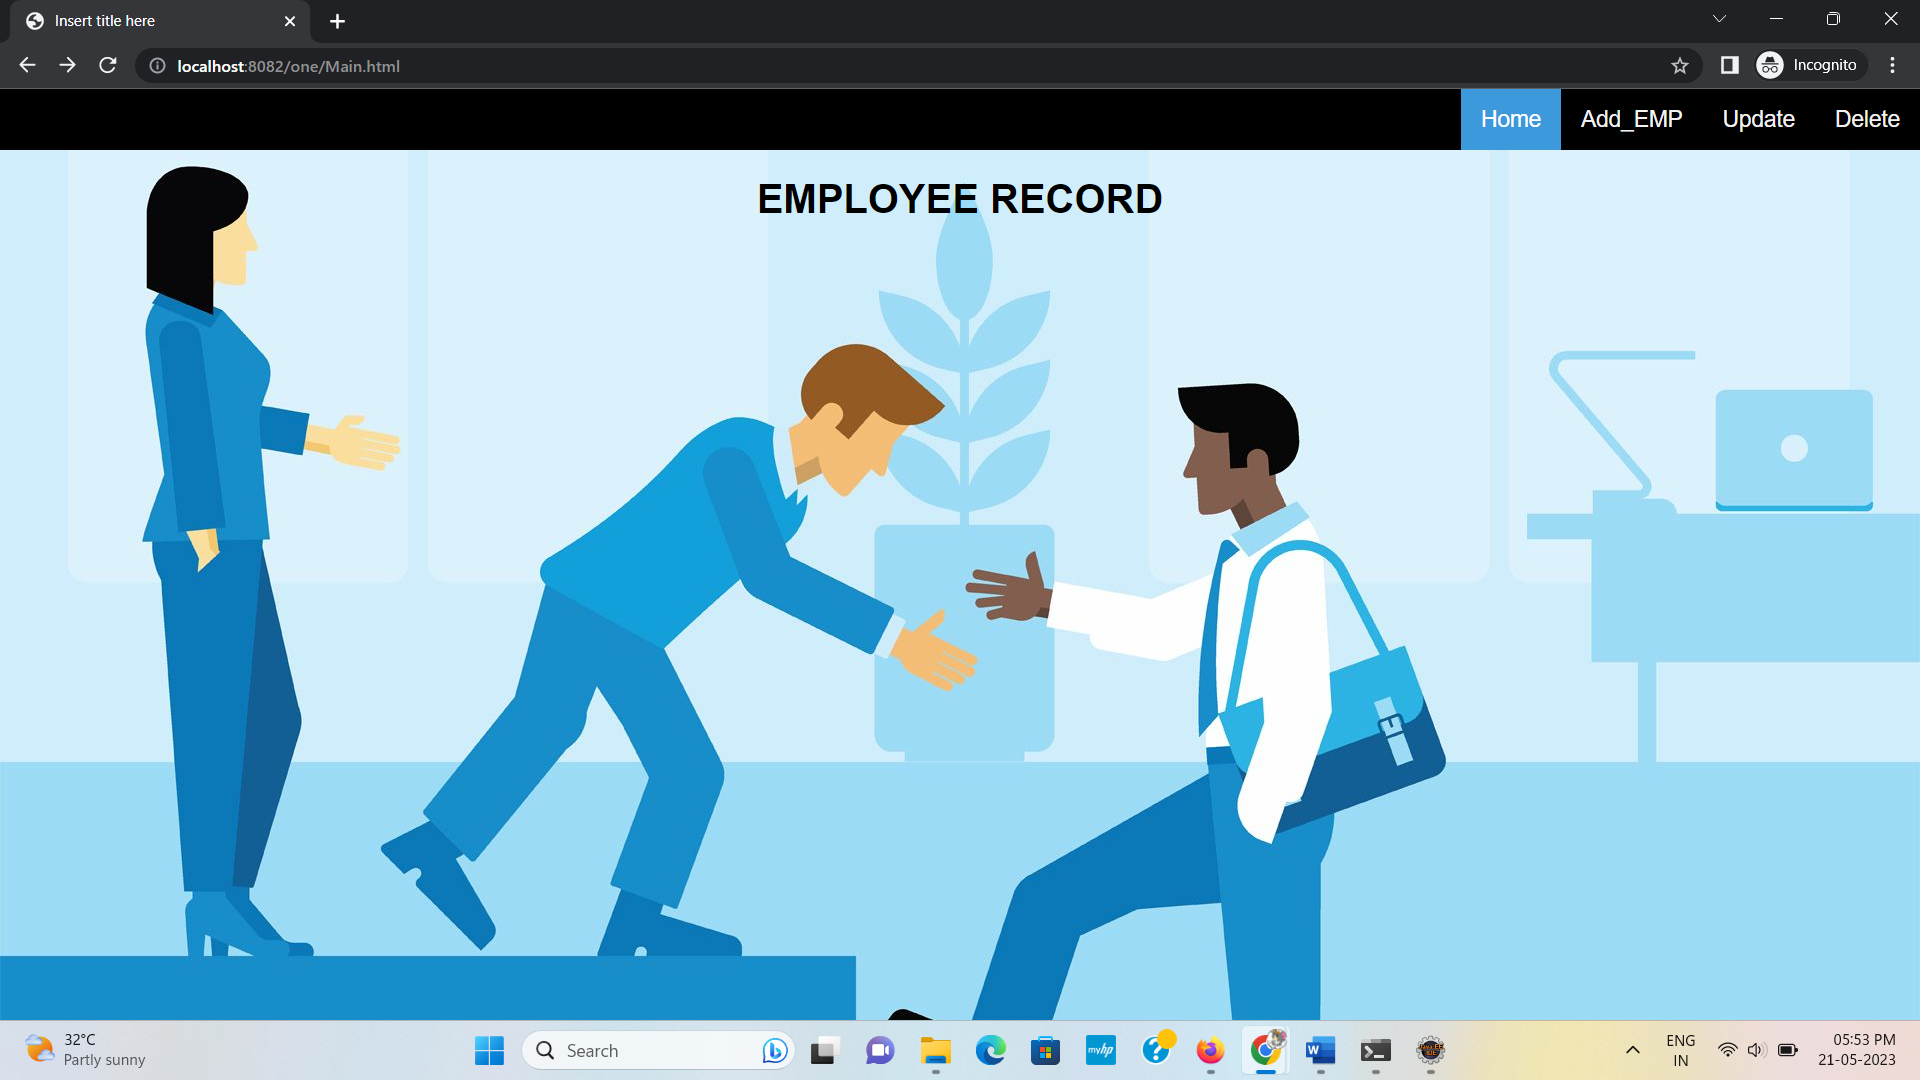 Insert title here
localhost:8082/one/Main.html
Incognito
Home Add_EMP Update Delete
EMPLOYEE RECORD
32°C
Partly sunny
Search
myhp
ENG
IN
05:53 PM
21-05-2023